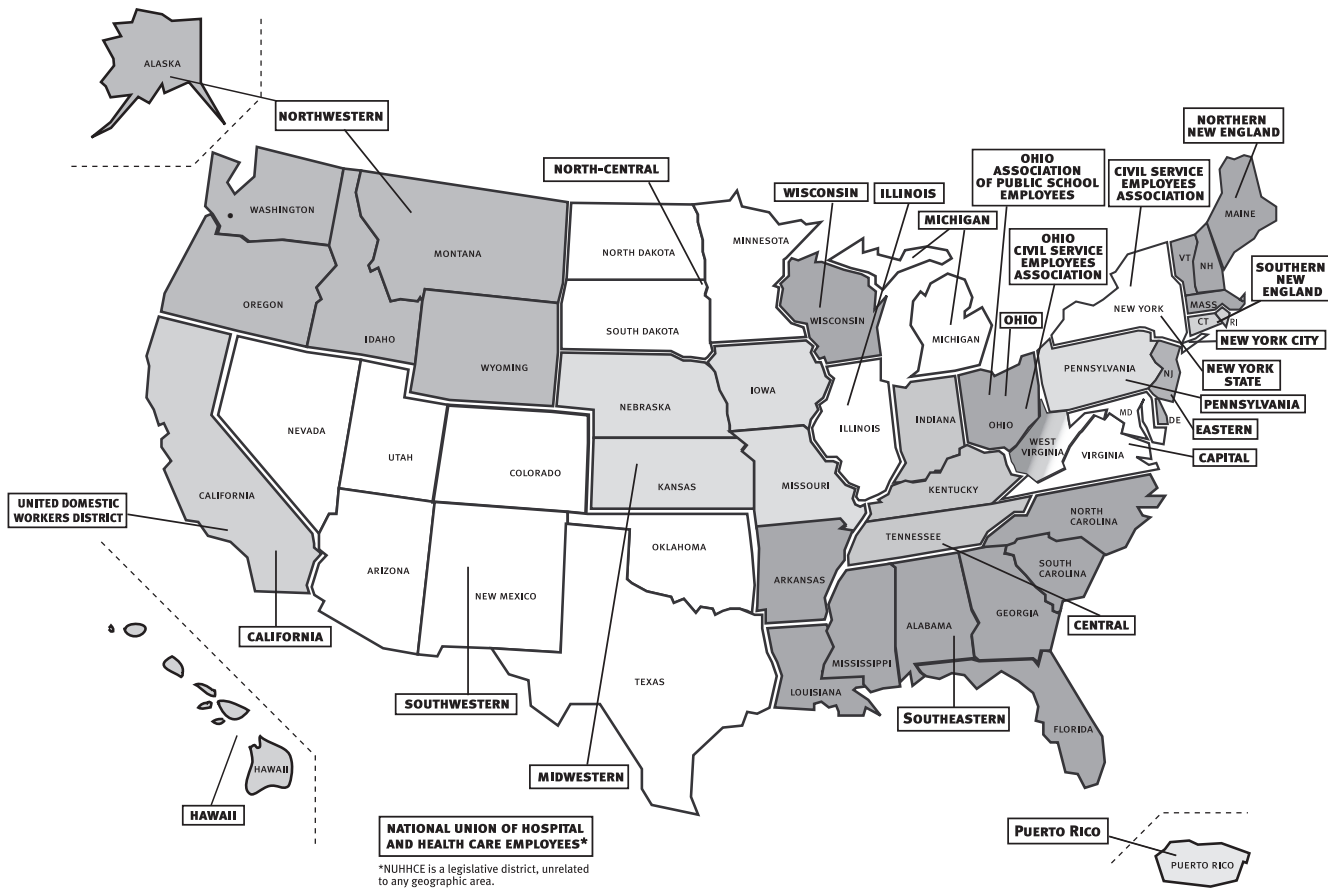 ALASKA
NORTHWESTERN
NORTHERN
NEW ENGLAND
OHIO
ASSOCIATION
OF PUBLIC SCHOOL
EMPLOYEES
CIVIL SERVICE
EMPLOYEES
ASSOCIATION
NORTH-CENTRAL
WISCONSIN
ILLINOIS
MICHIGAN
OHIO
CIVIL SERVICE
EMPLOYEES
ASSOCIATION
SOUTHERN
NEW
ENGLAND
WASHINGTON
MONTANA
NORTH DAKOTA
MINNESOTA
MAINE
VT
NH
MASS
CT
RI
OREGON
IDAHO
WYOMING
SOUTH DAKOTA
WISCONSIN
MICHIGAN
OHIO
NEW YORK
NEW YORK CITY
NEW YORK
STATE
PENNSYLVANIA
NJ
PENNSYLVANIA
NEBRASKA
IOWA
ILLINOIS
INDIANA
OHIO
MD
DE
EASTERN
NEVADA
UTAH
COLORADO
KANSAS
MISSOURI
KENTUCKY
WEST
VIRGINIA
VIRGINIA
CAPITAL
CALIFORNIA
UNITED DOMESTIC
WORKERS DISTRICT
NORTH
CAROLINA
TENNESSEE
OKLAHOMA
ARIZONA
NEW MEXICO
ARKANSAS
SOUTH
CAROLINA
GEORGIA
ALABAMA
CENTRAL
CALIFORNIA
MISSISSIPPI
TEXAS
LOUISIANA
SOUTHWESTERN
SOUTHEASTERN
FLORIDA
MIDWESTERN
HAWAII
HAWAII
NATIONAL UNION OF HOSPITAL
AND HEALTH CARE EMPLOYEES*
*NUHHCE is a legislative district, unrelated
to any geographic area.
PUERTO RICO
PUERTO RICO